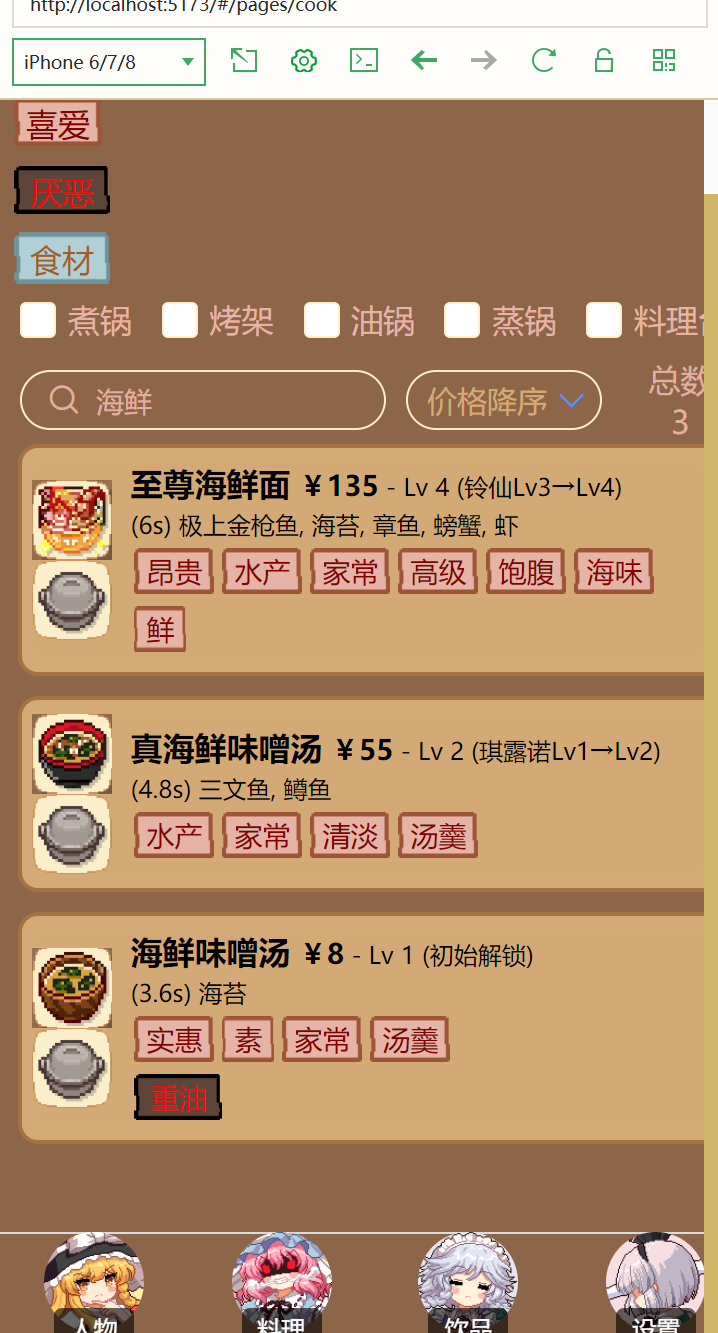 http://localhost:5173/#/pages/cook
iPhone 6/7/8
喜爱
厌恶
食材
煮锅 烤架 油锅 蒸锅 料理台
海鲜 价格降序 总数
3
至尊海鲜面 ￥135 - Lv 4 (铃仙Lv3→Lv4)
(6s) 极上金枪鱼, 海苔, 章鱼, 螃蟹, 虾
昂贵 水产 家常 高级 饱腹 海味
鲜
真海鲜味噌汤 ￥55 - Lv 2 (琪露诺Lv1→Lv2)
(4.8s) 三文鱼, 鳟鱼
水产 家常 清淡 汤羹
海鲜味噌汤 ￥8 - Lv 1 (初始解锁)
(3.6s) 海苔
实惠 素 家常 汤羹
重油
人物 料理 饮品 设置